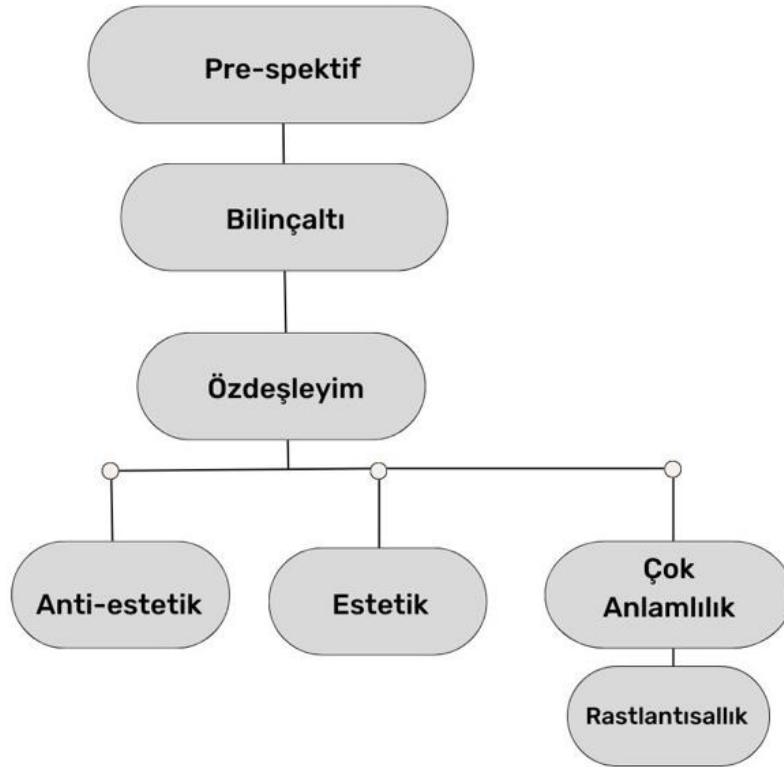 Pre-spektif
Bilinçaltı
Özdeşleyim
Anti-estetik
Estetik
Çok
Anlamlılık
Rastlantısallık